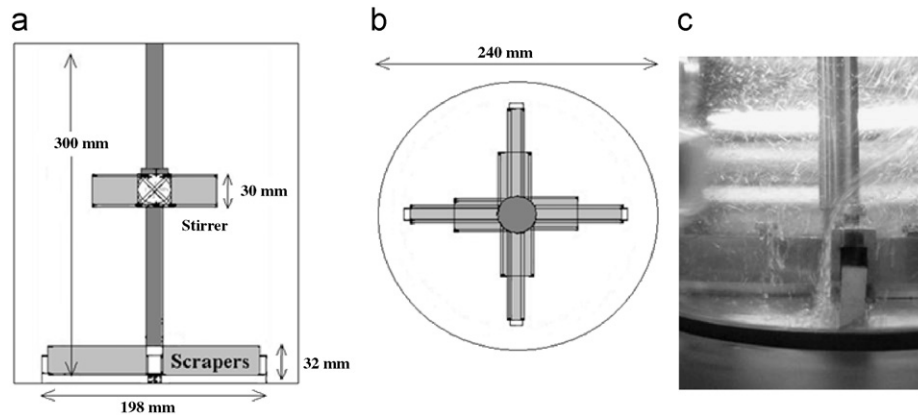 a
300 mm
30 mm
Stirrer
Scrapers
32 mm
198 mm
b
240 mm
c